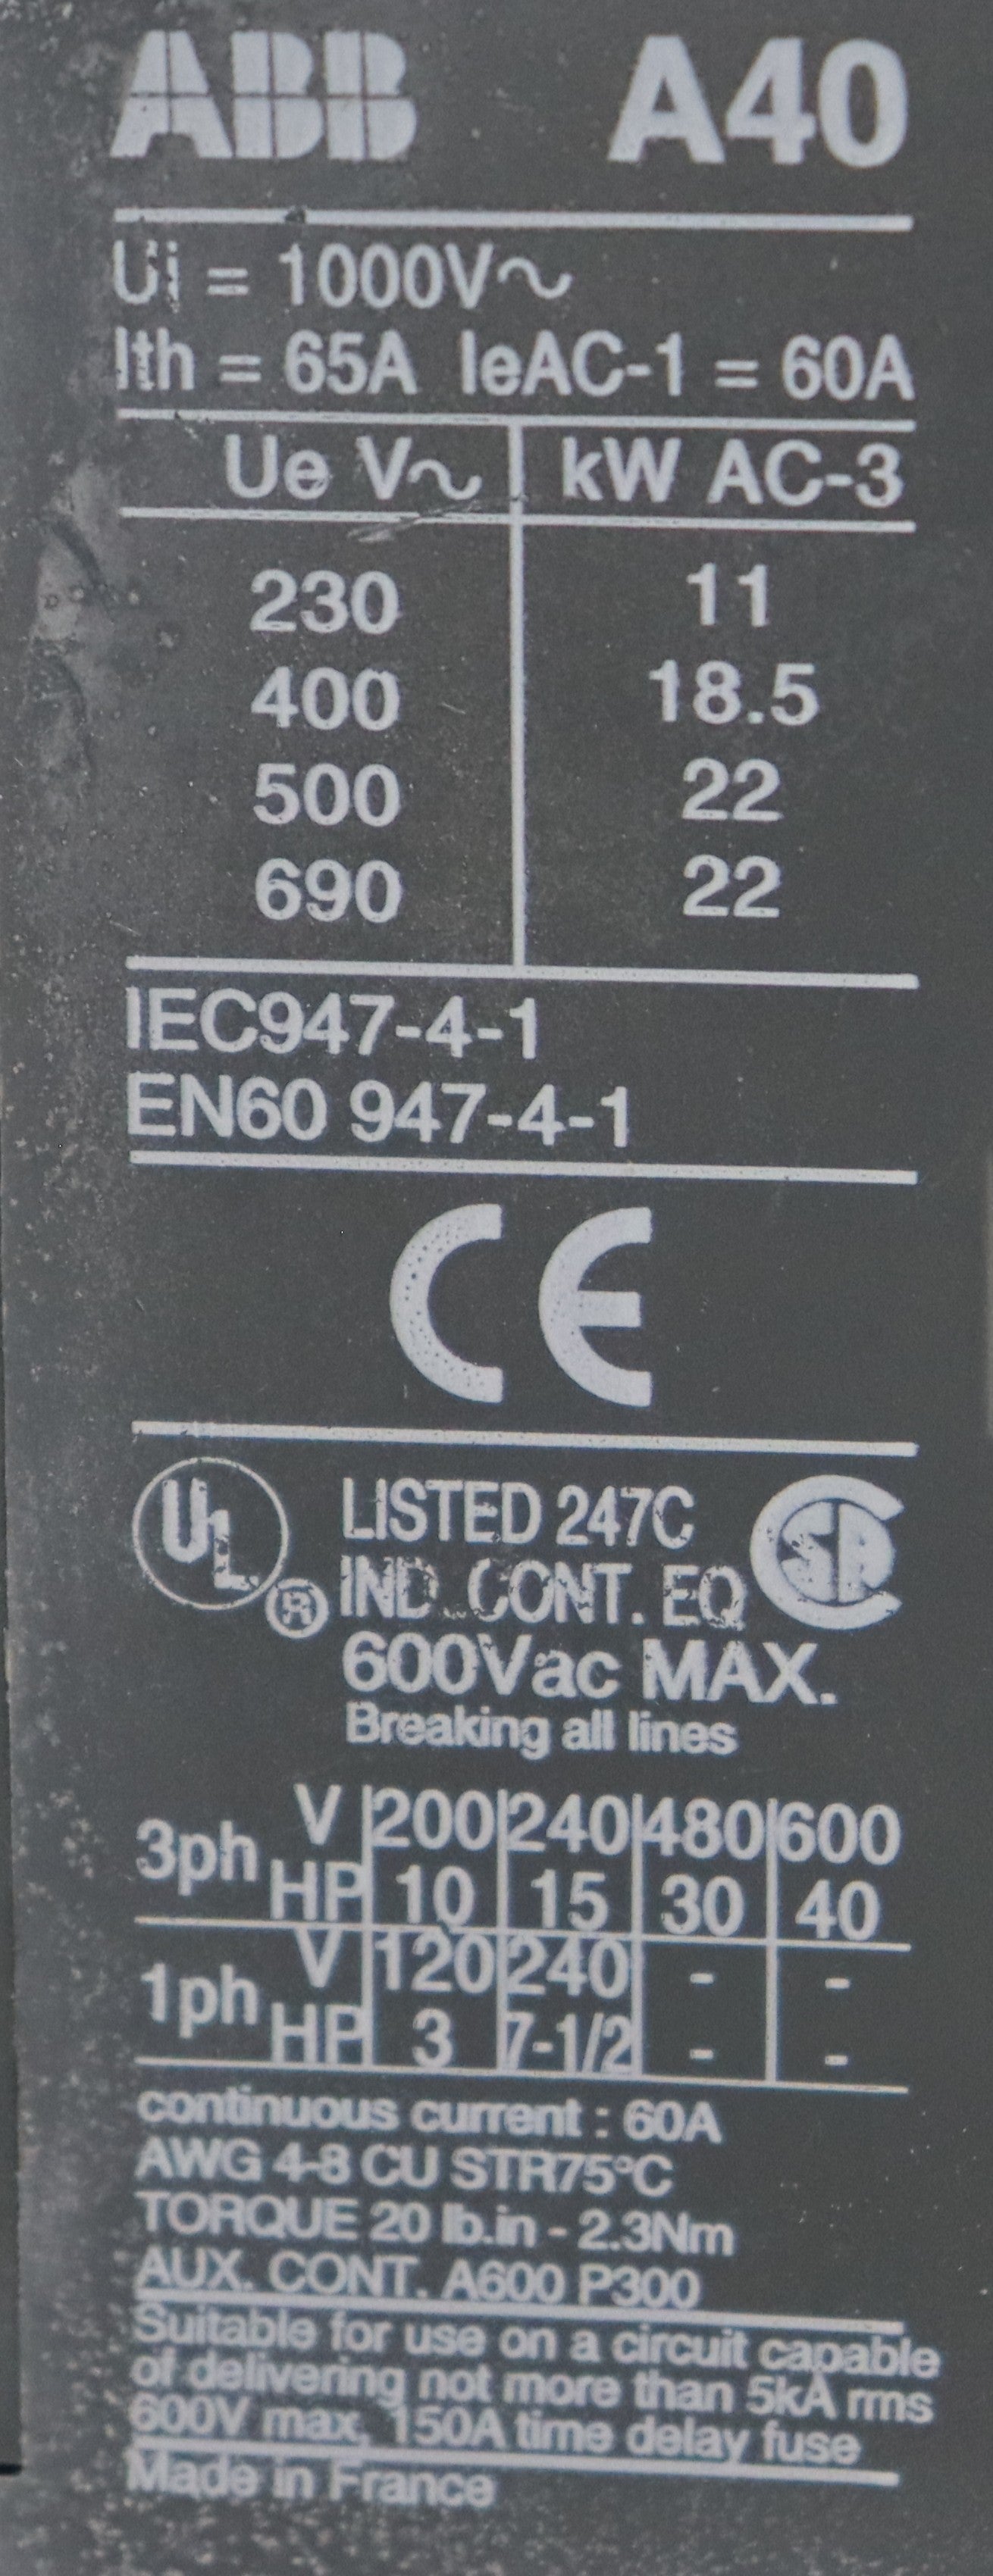 ABB A40
Ui = 1000V~
Ith = 65A IeAC-1 = 60A
Ue V~ kW AC-3
230 11
400 18.5
500 22
690 22
IEC947-4-1
EN60 947-4-1
CE
UL ® LISTED 247C SA
IND. CONT. EQ
600Vac MAX.
Breaking all lines
3ph V 200 240 480 600
HP 10 15 30 40
1ph V 120 240 - -
HP 3 7-1/2 - -
continuous current : 60A
AWG 4-8 CU STR75°C
TORQUE 20 lb.in - 2.3Nm
AUX. CONT. A600 P300
Suitable for use on a circuit capable
of delivering not more than 5kA rms
600V max, 150A time delay fuse
Made in France